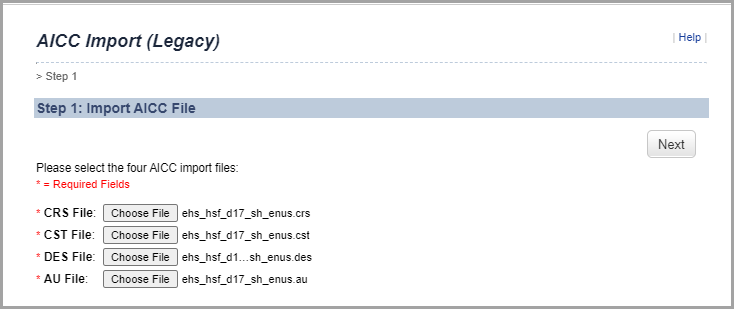 AICC Import (Legacy)
| Help |
> Step 1
Step 1: Import AICC File
Next
Please select the four AICC import files:
* = Required Fields
* CRS File: Choose File ehs_hsf_d17_sh_enus.crs
* CST File: Choose File ehs_hsf_d17_sh_enus.cst
* DES File: Choose File ehs_hsf_d1...sh_enus.des
* AU File: Choose File ehs_hsf_d17_sh_enus.au